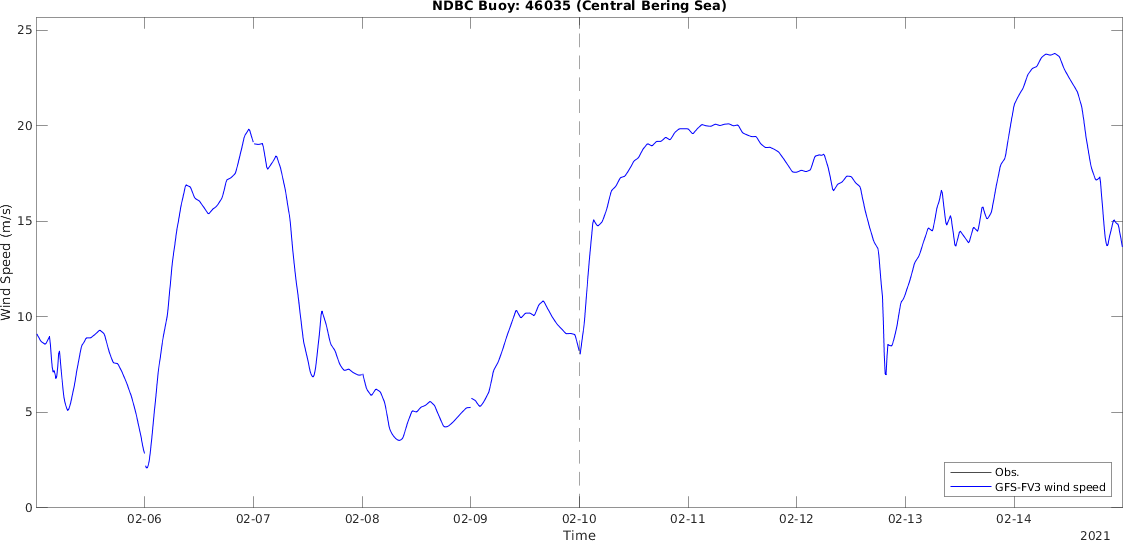 NDBC Buoy: 46035 (Central Bering Sea)
25
20
15
10
5
0
Wind Speed (m/s)
02-06 02-07 02-08 02-09 02-10 02-11 02-12 02-13 02-14
Time
2021
Obs.
GFS-FV3 wind speed